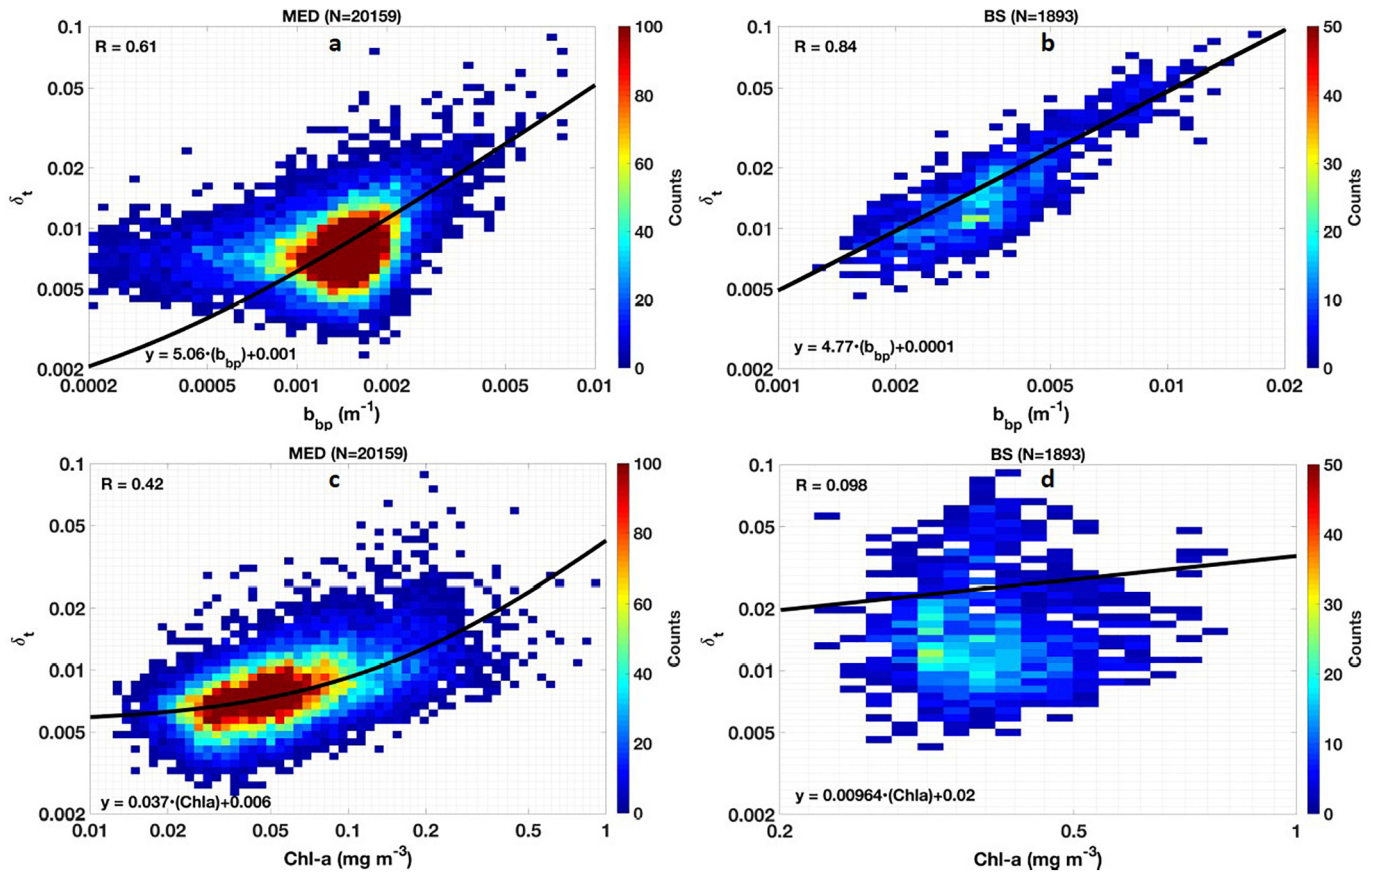 MED (N=20159)
a
R = 0.61
0.1
0.05
0.02
0.01
0.005
0.002
δt
y = 5.06•(bbp)+0.001
0.0002
0.0005
0.001
0.002
0.005
0.01
bbp (m-1)
100
80
60
40
20
0
Counts
BS (N=1893)
b
R = 0.84
0.1
0.05
0.02
0.01
0.005
0.002
δt
y = 4.77•(bbp)+0.0001
0.001
0.002
0.005
0.01
0.02
bbp (m-1)
50
40
30
20
10
0
Counts
MED (N=20159)
c
R = 0.42
0.1
0.05
0.02
0.01
0.005
0.002
δt
y = 0.037•(Chla)+0.006
0.01
0.02
0.05
0.1
0.2
0.5
1
Chl-a (mg m-3)
100
80
60
40
20
0
Counts
BS (N=1893)
d
R = 0.098
0.1
0.05
0.02
0.01
0.005
0.002
δt
y = 0.00964•(Chla)+0.02
0.2
0.5
1
Chl-a (mg m-3)
50
40
30
20
10
0
Counts